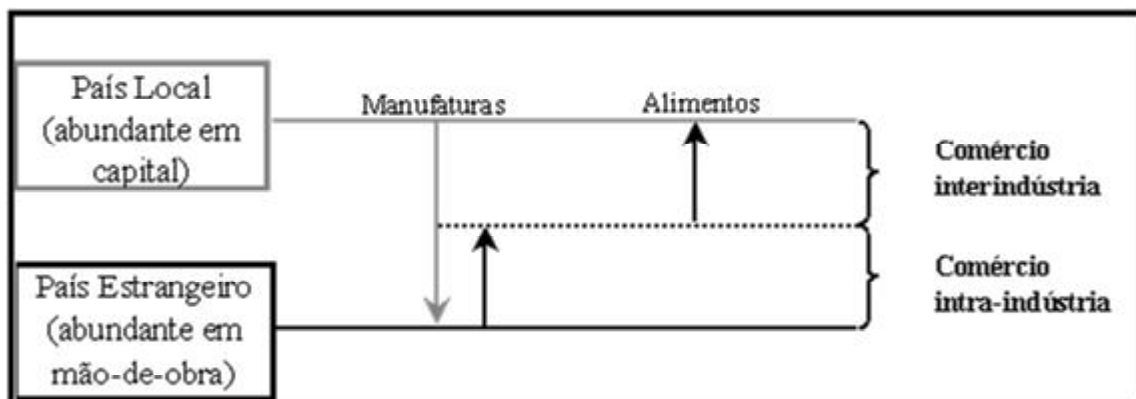 País Local
(abundante em
capital)
Manufaturas
Alimentos
Comércio
interindústria
País Estrangeiro
(abundante em
mão-de-obra)
Comércio
intra-indústria